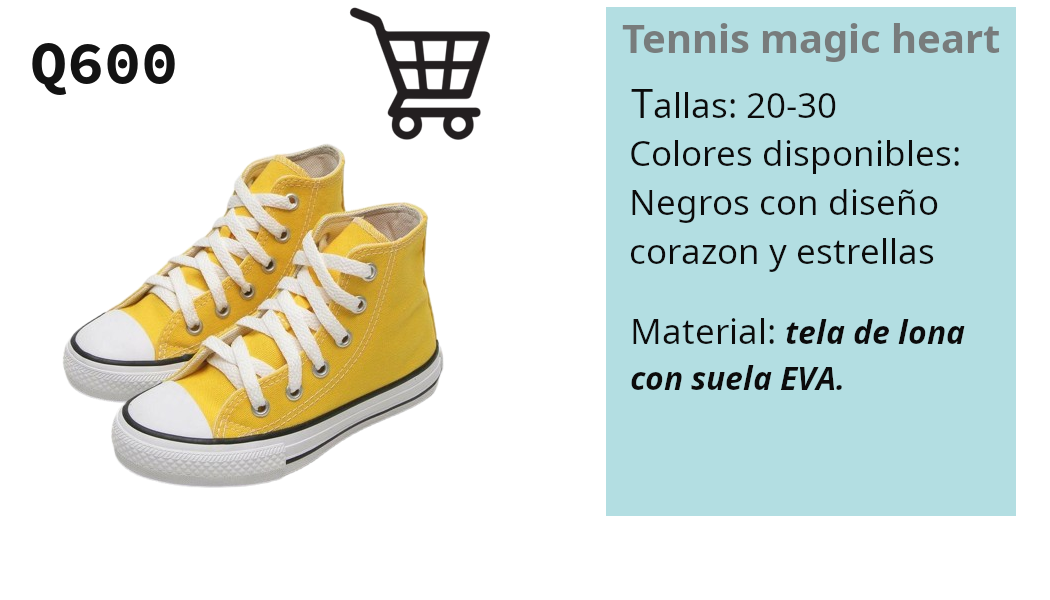 Q600
Tennis magic heart
Tallas: 20-30
Colores disponibles:
Negros con diseño
corazon y estrellas
Material: tela de lona
con suela EVA.